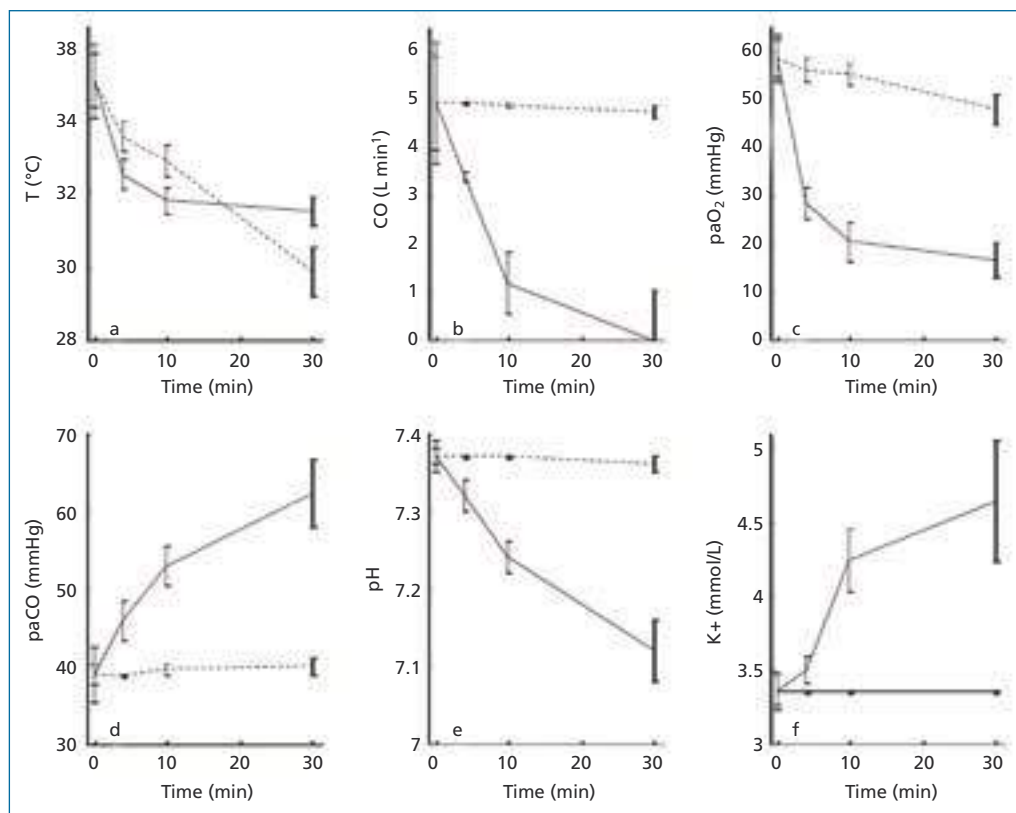 38
34
32
30
28
T (°C)
a
0 10 20 30
Time (min)
6
5
4
3
2
1
0
CO (L min¹)
b
0 10 20 30
Time (min)
60
50
40
30
20
10
0
paO₂ (mmHg)
c
0 10 20 30
Time (min)
70
60
50
40
30
paCO (mmHg)
d
0 10 20 30
Time (min)
7.4
7.3
7.2
7.1
7
pH
e
0 10 20 30
Time (min)
5
4.5
4
3.5
3
K+ (mmol/L)
f
0 10 20 30
Time (min)